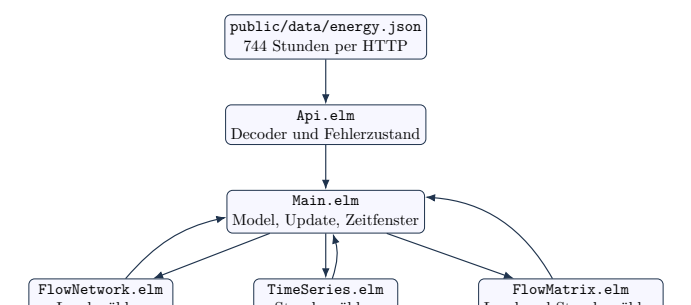 public/data/energy.json
744 Stunden per HTTP
Api.elm
Decoder und Fehlerzustand
Main.elm
Model, Update, Zeitfenster
FlowNetwork.elm
TimeSeries.elm
FlowMatrix.elm